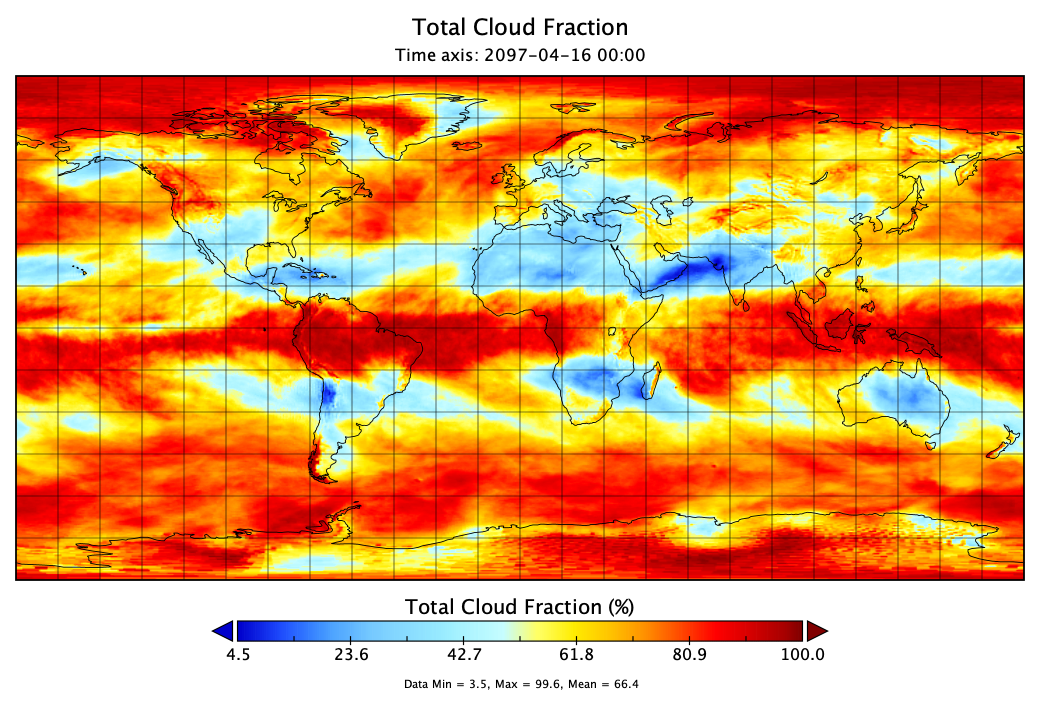 Total Cloud Fraction
Time axis: 2097-04-16 00:00
Total Cloud Fraction (%)
4.5 23.6 42.7 61.8 80.9 100.0
Data Min = 3.5, Max = 99.6, Mean = 66.4